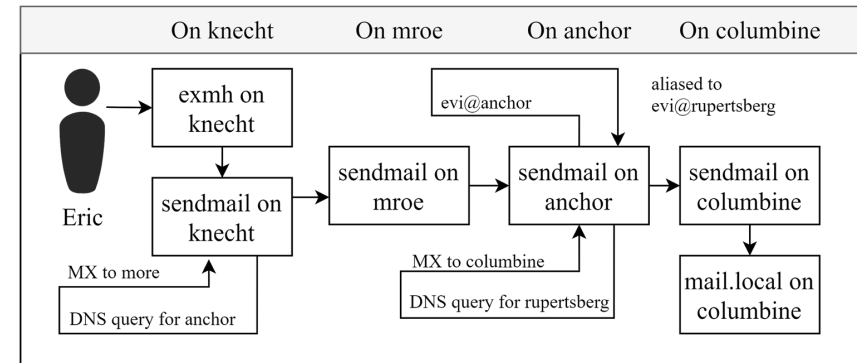 On knecht
On mroe
On anchor
On columbine
exmh on
knecht
Eric
sendmail on
knecht
MX to more
DNS query for anchor
sendmail on
mroe
evi@anchor
aliased to
evi@rupertsberg
sendmail on
anchor
MX to columbine
DNS query for rupertsberg
sendmail on
columbine
mail.local on
columbine